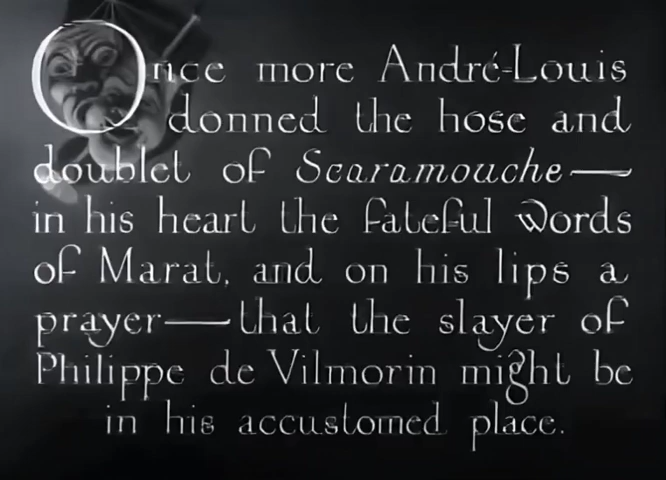 Once more André-Louis
donned the hose and
doublet of Scaramouche—
in his heart the fateful words
of Marat, and on his lips a
prayer—that the slayer of
Philippe de Vilmorin might be
in his accustomed place.